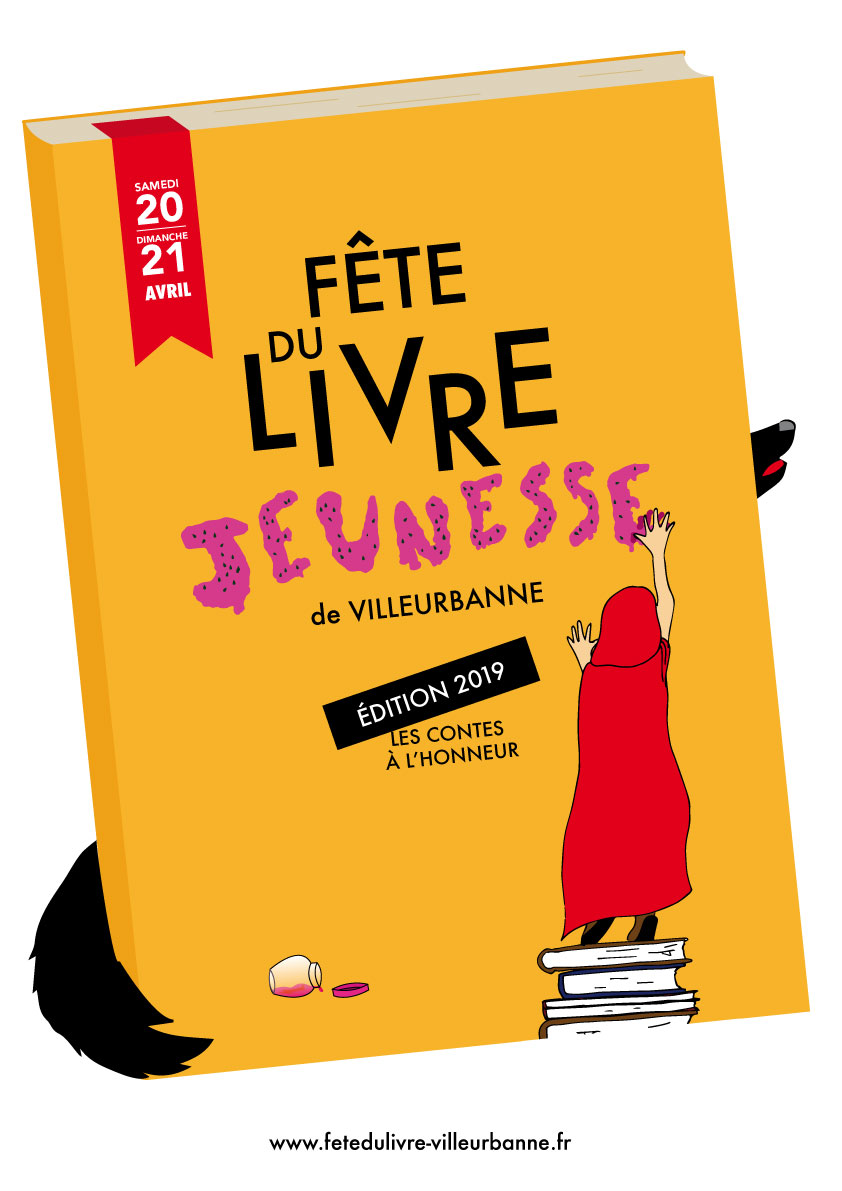 SAMEDI
20
DIMANCHE
21
AVRIL
FÊTE
DU
LIVRE
JEUNESSE
de VILLEURBANNE
ÉDITION 2019
LES CONTES
À L'HONNEUR
www.fetedulivre-villeurbanne.fr